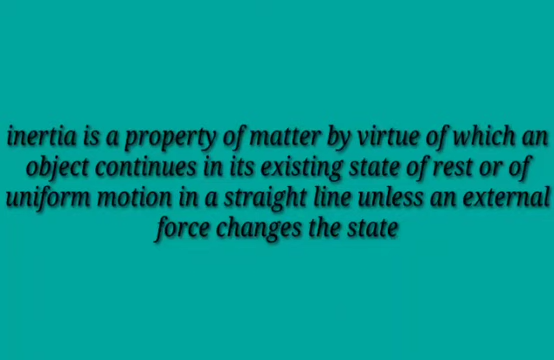 inertia is a property of matter by virtue of which an
object continues in its existing state of rest or of
uniform motion in a straight line unless an external
force changes the state